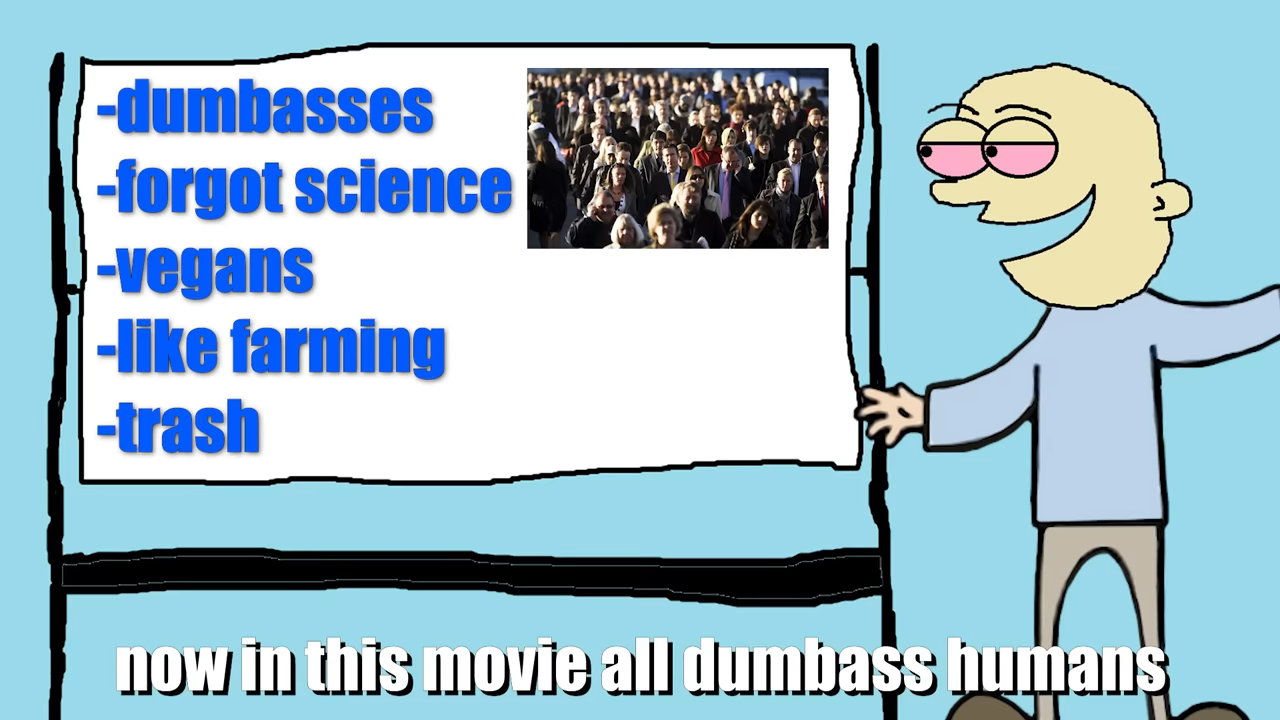 -dumbasses
-forgot science
-vegans
-like farming
-trash
now in this movie all dumbass humans